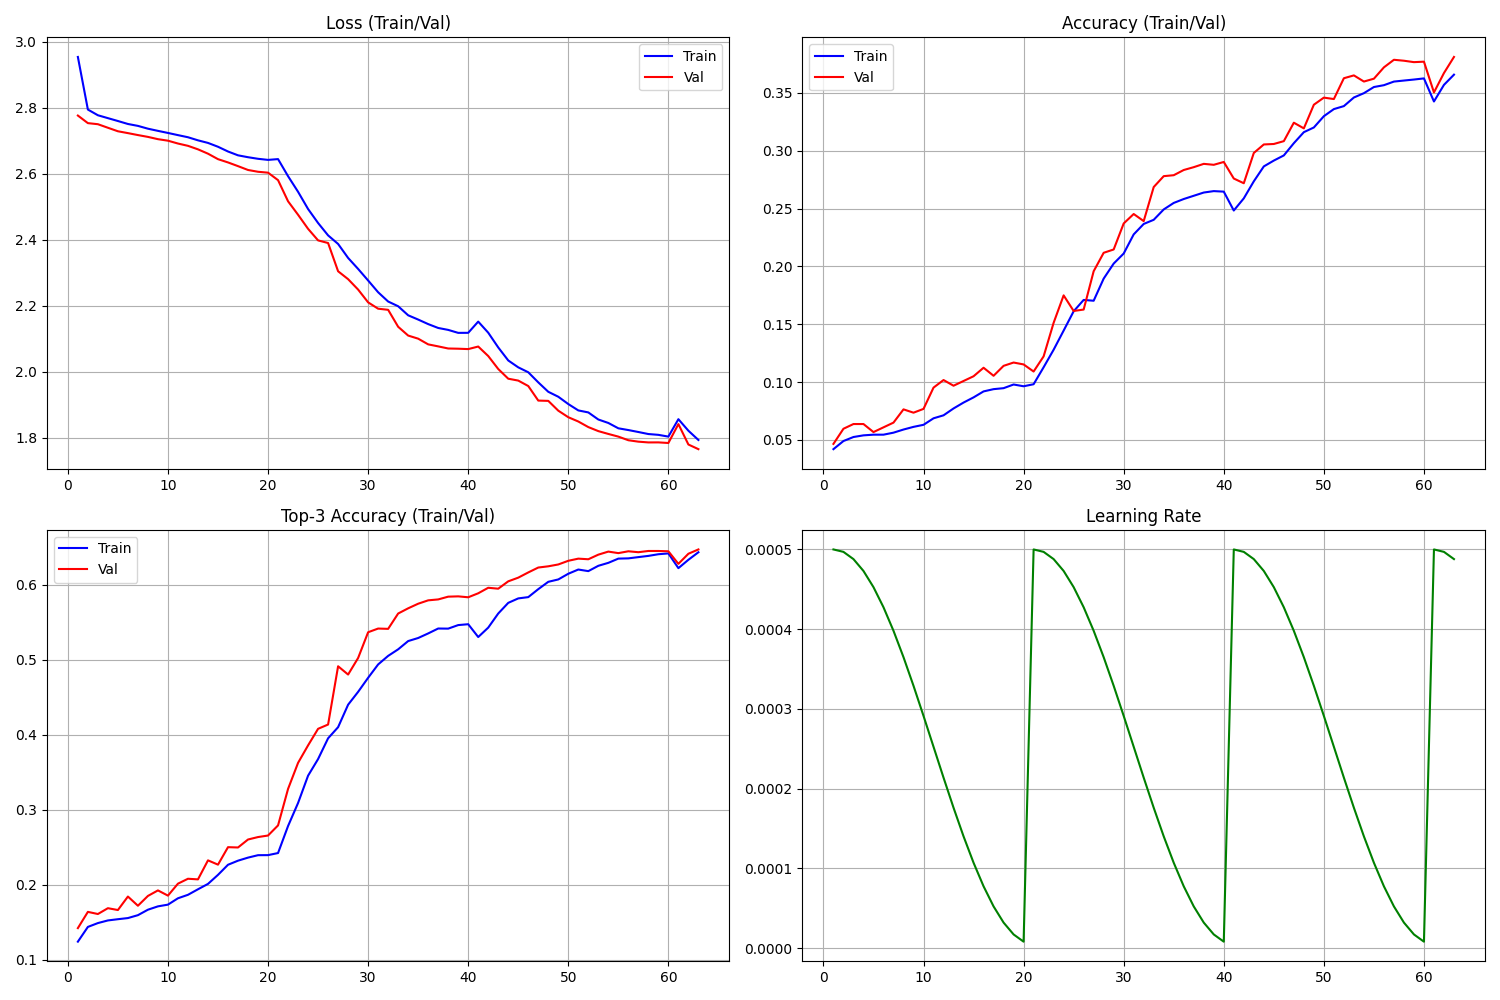 Loss (Train/Val)
3.0
2.8
2.6
2.4
2.2
2.0
1.8
0 10 20 30 40 50 60
Train
Val
Accuracy (Train/Val)
0.35
0.30
0.25
0.20
0.15
0.10
0.05
0 10 20 30 40 50 60
Train
Val
Top-3 Accuracy (Train/Val)
0.6
0.5
0.4
0.3
0.2
0.1
0 10 20 30 40 50 60
Train
Val
Learning Rate
0.0005
0.0004
0.0003
0.0002
0.0001
0.0000
0 10 20 30 40 50 60